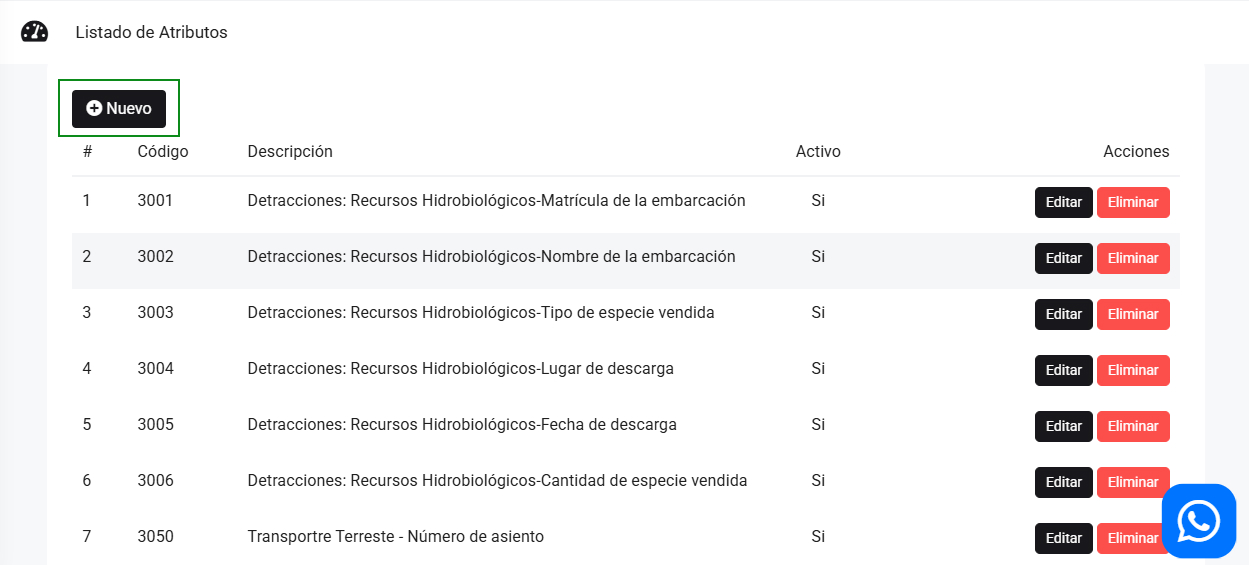 Listado de Atributos
Nuevo
# Código Descripción Activo Acciones
1 3001 Detracciones: Recursos Hidrobiológicos-Matrícula de la embarcación Si Editar Eliminar
2 3002 Detracciones: Recursos Hidrobiológicos-Nombre de la embarcación Si Editar Eliminar
3 3003 Detracciones: Recursos Hidrobiológicos-Tipo de especie vendida Si Editar Eliminar
4 3004 Detracciones: Recursos Hidrobiológicos-Lugar de descarga Si Editar Eliminar
5 3005 Detracciones: Recursos Hidrobiológicos-Fecha de descarga Si Editar Eliminar
6 3006 Detracciones: Recursos Hidrobiológicos-Cantidad de especie vendida Si Editar Eliminar
7 3050 Transportre Terreste - Número de asiento Si Editar Eliminar